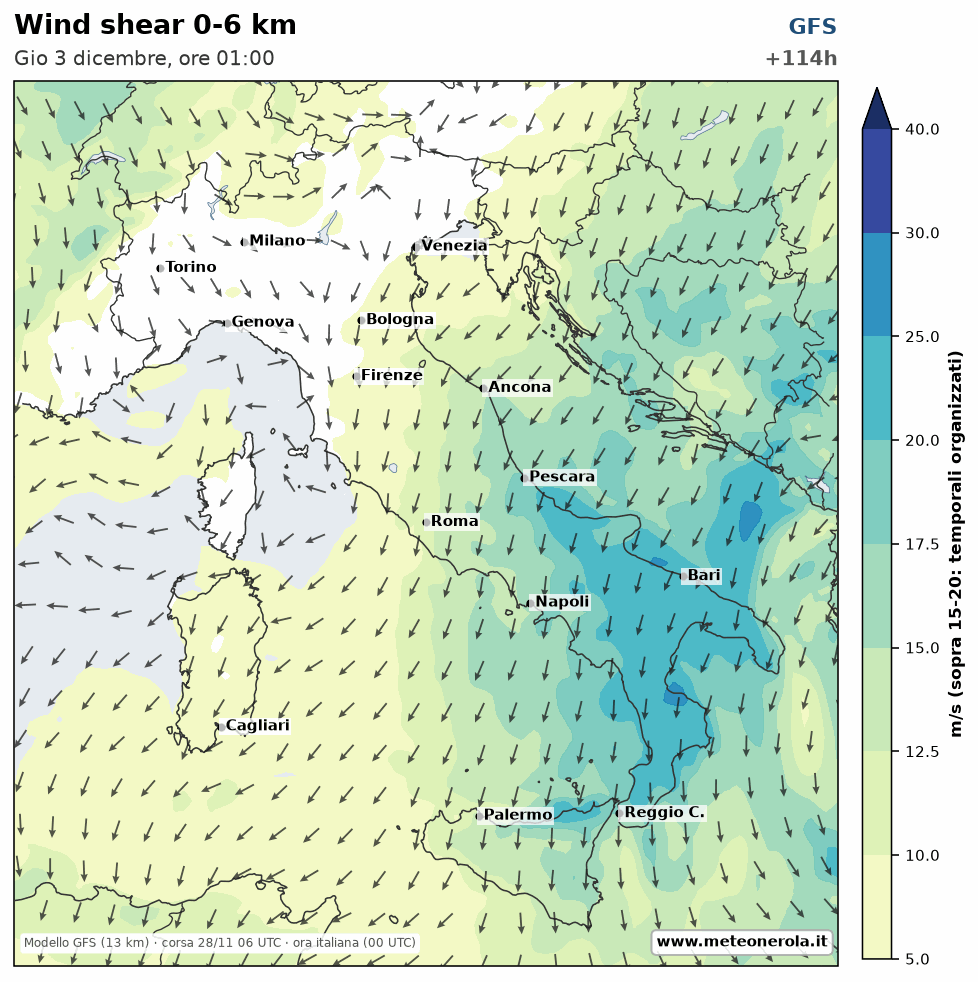 Wind shear 0-6 km
GFS
Gio 3 dicembre, ore 01:00
+114h
40.0
30.0
25.0
20.0
17.5
15.0
12.5
10.0
5.0
m/s (sopra 15-20: temporali organizzati)
Milano
Venezia
Torino
Genova
Bologna
Firenze
Ancona
Pescara
Roma
Bari
Napoli
Cagliari
Palermo
Reggio C.
Modello GFS (13 km) · corsa 28/11 06 UTC · ora italiana (00 UTC)
www.meteonerola.it